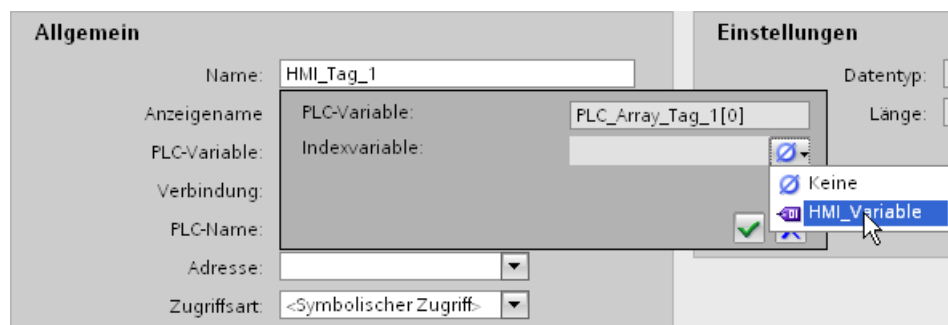 Allgemein
Einstellungen
Name: HMI_Tag_1
Datentyp:
Anzeigename
PLC-Variable: PLC_Array_Tag_1[0]
Länge:
PLC-Variable:
Indexvariable:
Keine
Verbindung:
HMI_Variable
PLC-Name:
Adresse:
Zugriffsart: <Symbolischer Zugriff>